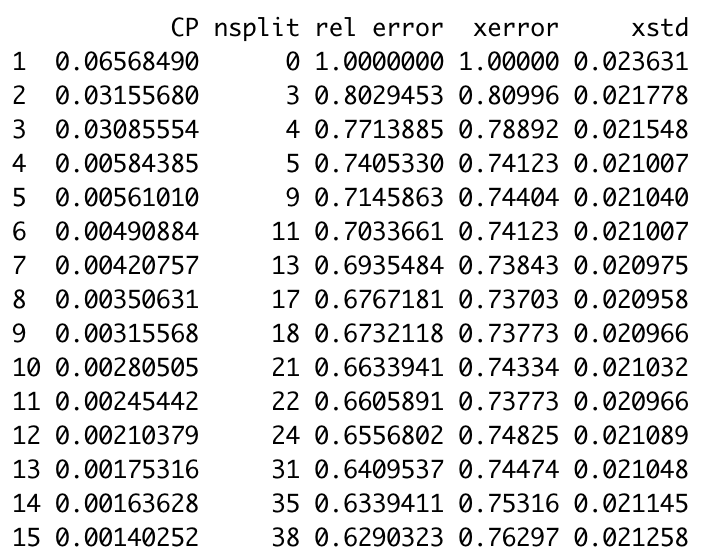 CP nsplit rel error xerror xstd
1 0.06568490 0 1.0000000 1.00000 0.023631
2 0.03155680 3 0.8029453 0.80996 0.021778
3 0.03085554 4 0.7713885 0.78892 0.021548
4 0.00584385 5 0.7405330 0.74123 0.021007
5 0.00561010 9 0.7145863 0.74404 0.021040
6 0.00490884 11 0.7033661 0.74123 0.021007
7 0.00420757 13 0.6935484 0.73843 0.020975
8 0.00350631 17 0.6767181 0.73703 0.020958
9 0.00315568 18 0.6732118 0.73773 0.020966
10 0.00280505 21 0.6633941 0.74334 0.021032
11 0.00245442 22 0.6605891 0.73773 0.020966
12 0.00210379 24 0.6556802 0.74825 0.021089
13 0.00175316 31 0.6409537 0.74474 0.021048
14 0.00163628 35 0.6339411 0.75316 0.021145
15 0.00140252 38 0.6290323 0.76297 0.021258